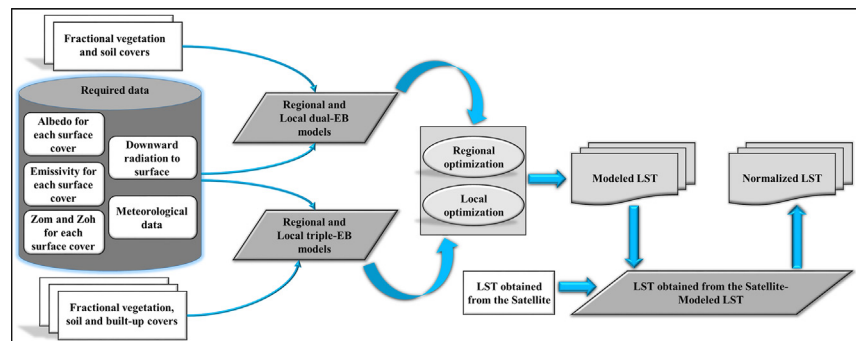 Fractional vegetation
and soil covers
Required data
Albedo for
each surface
cover
Downward
radiation to
surface
Emissivity for
each surface
cover
Zom and Zoh
for each
surface cover
Meteorological
data
Fractional vegetation,
soil and built-up covers
Regional and
Local dual-EB
models
Regional and
Local triple-EB
models
Regional
optimization
Local
optimization
Modeled LST
Normalized LST
LST obtained
from the Satellite
LST obtained from the Satellite-
Modeled LST